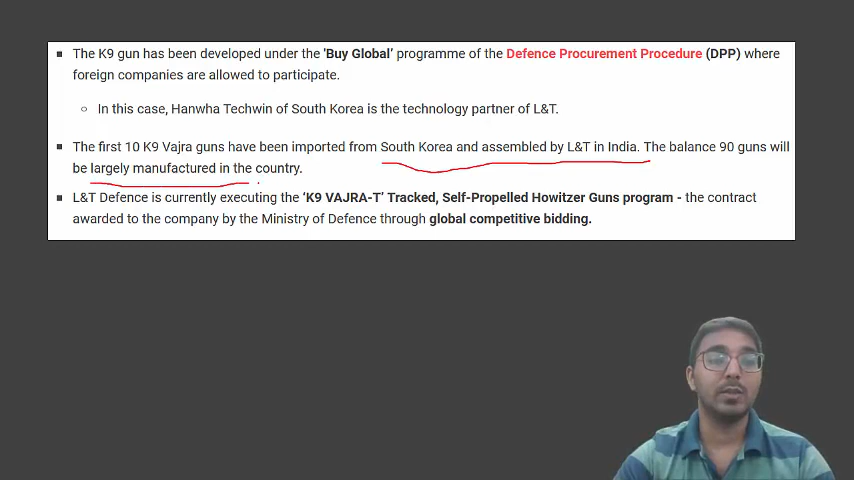 The K9 gun has been developed under the 'Buy Global' programme of the Defence Procurement Procedure (DPP) where
foreign companies are allowed to participate.
In this case, Hanwha Techwin of South Korea is the technology partner of L&T.
The first 10 K9 Vajra guns have been imported from South Korea and assembled by L&T in India. The balance 90 guns will
be largely manufactured in the country.
L&T Defence is currently executing the 'K9 VAJRA-T' Tracked, Self-Propelled Howitzer Guns program - the contract
awarded to the company by the Ministry of Defence through global competitive bidding.